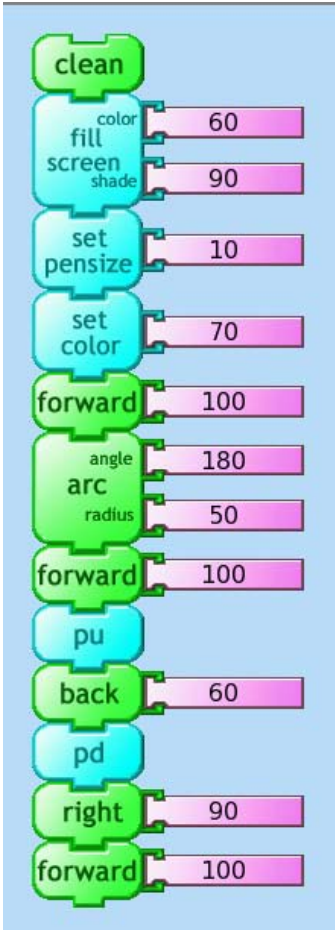 clean
color 60
fill
screen
shade 90
set
pensize 10
set
color 70
forward 100
angle 180
arc
radius 50
forward 100
pu
back 60
pd
right 90
forward 100